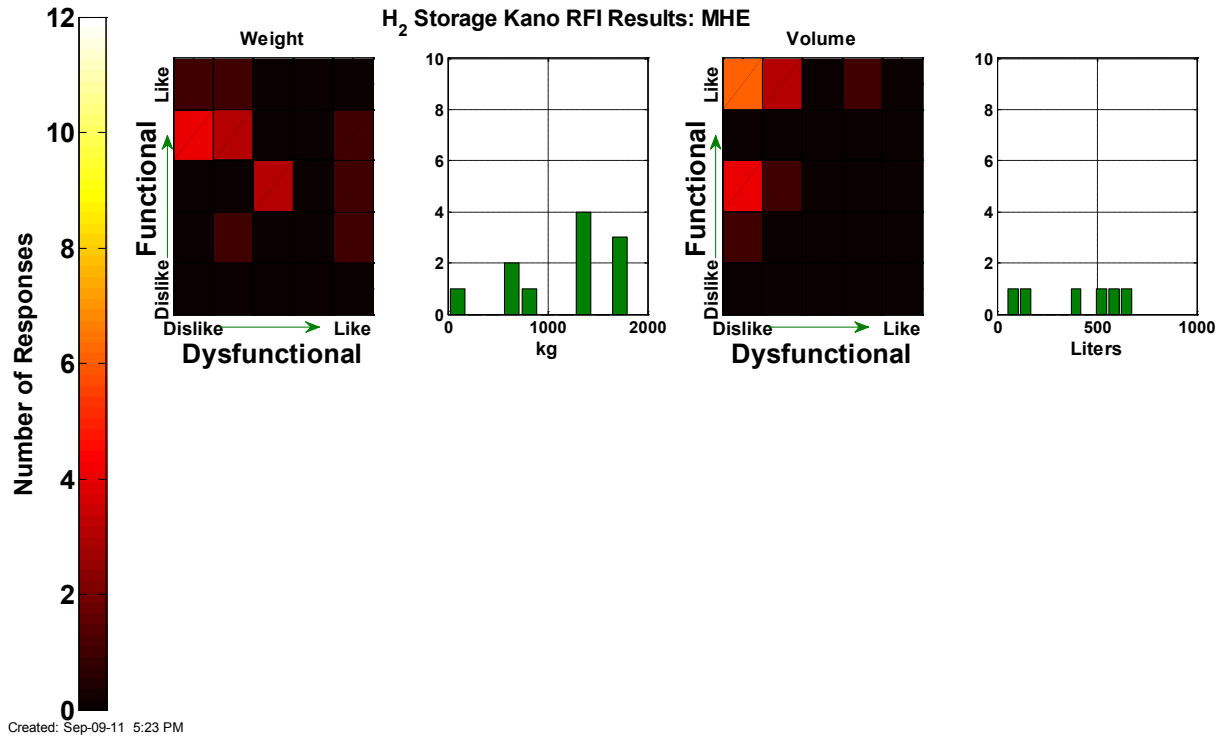 H2 Storage Kano RFI Results: MHE
Number of Responses
12
10
8
6
4
2
0
Weight
Functional
Like
Dislike
Dislike
Like
Dysfunctional
10
8
6
4
2
0
0
1000
2000
kg
Volume
Functional
Like
Dislike
Dislike
Like
Dysfunctional
10
8
6
4
2
0
0
500
1000
Liters
Created: Sep-09-11 5:23 PM